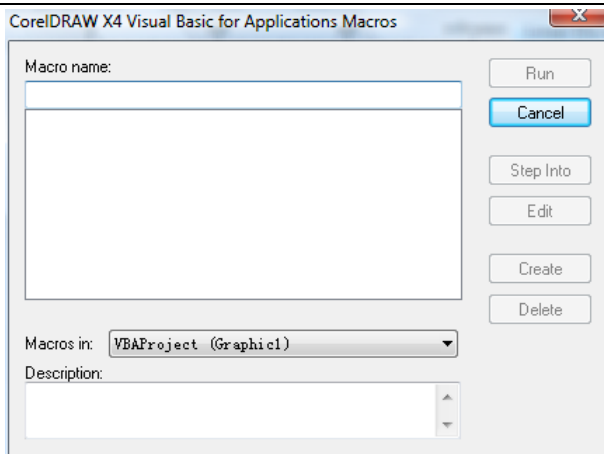 CorelDRAW X4 Visual Basic for Applications Macros
Macro name:
Run
Cancel
Step Into
Edit
Create
Delete
Macros in: VBAProject (Graphic1)
Description: